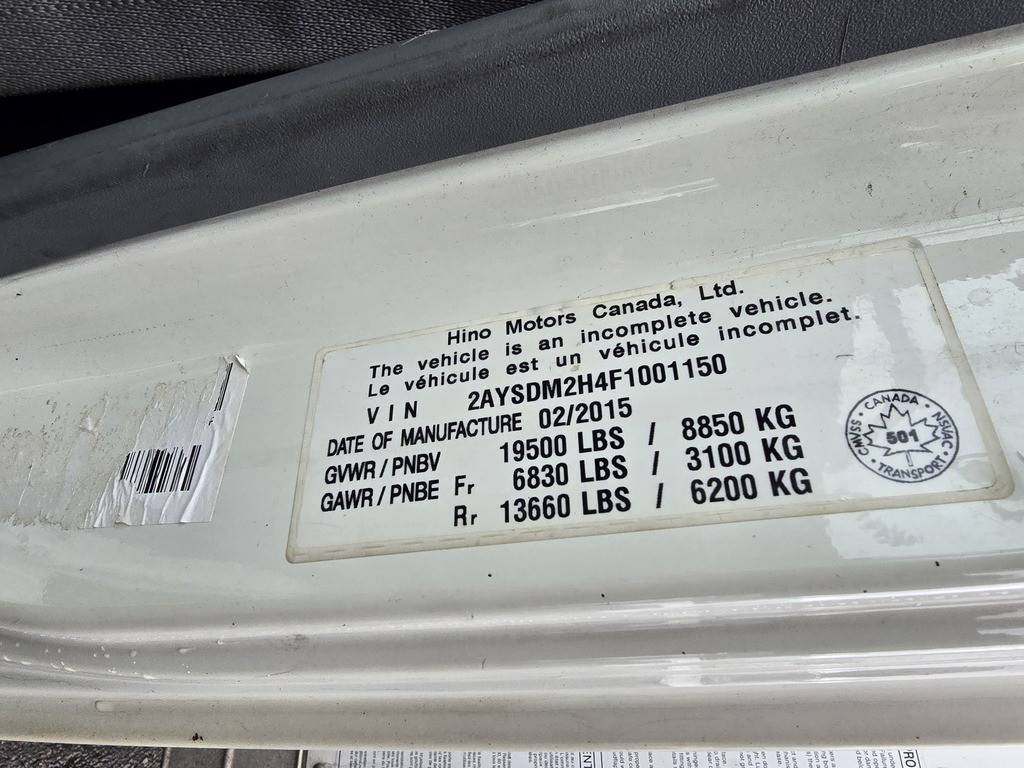 Hino Motors Canada, Ltd.
The vehicle is an incomplete vehicle.
Le véhicule est un véhicule incomplet.
VIN 2AYSDM2H4F1001150
DATE OF MANUFACTURE 02/2015
GVWR / PNBV 19500 LBS / 8850 KG
GAWR / PNBE Fr 6830 LBS / 3100 KG
Rr 13660 LBS / 6200 KG
CANADA
CMVSS 501 NSVAC
TRANSPORT